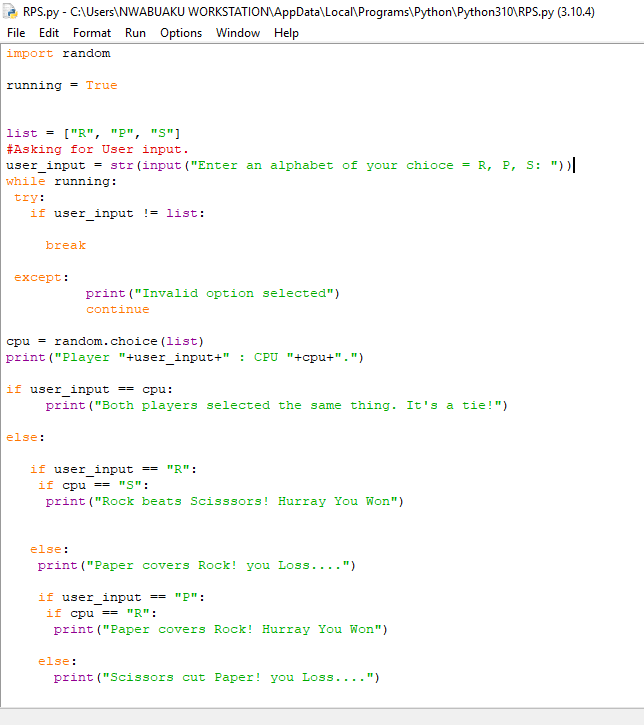 RPS.py - C:\Users\NWABUAKU WORKSTATION\AppData\Local\Programs\Python\Python310\RPS.py (3.10.4)
File Edit Format Run Options Window Help
import random
running = True
list = ["R", "P", "S"]
#Asking for User input.
user_input = str(input("Enter an alphabet of your chioce = R, P, S: "))
while running:
 try:
   if user_input != list:
     break
 except:
          print("Invalid option selected")
          continue
cpu = random.choice(list)
print("Player "+user_input+" : CPU "+cpu+".")
if user_input == cpu:
     print("Both players selected the same thing. It's a tie!")
else:
   if user_input == "R":
    if cpu == "S":
     print("Rock beats Scisssors! Hurray You Won")
   else:
    print("Paper covers Rock! you Loss....")
    if user_input == "P":
     if cpu == "R":
      print("Paper covers Rock! Hurray You Won")
    else:
      print("Scissors cut Paper! you Loss....")